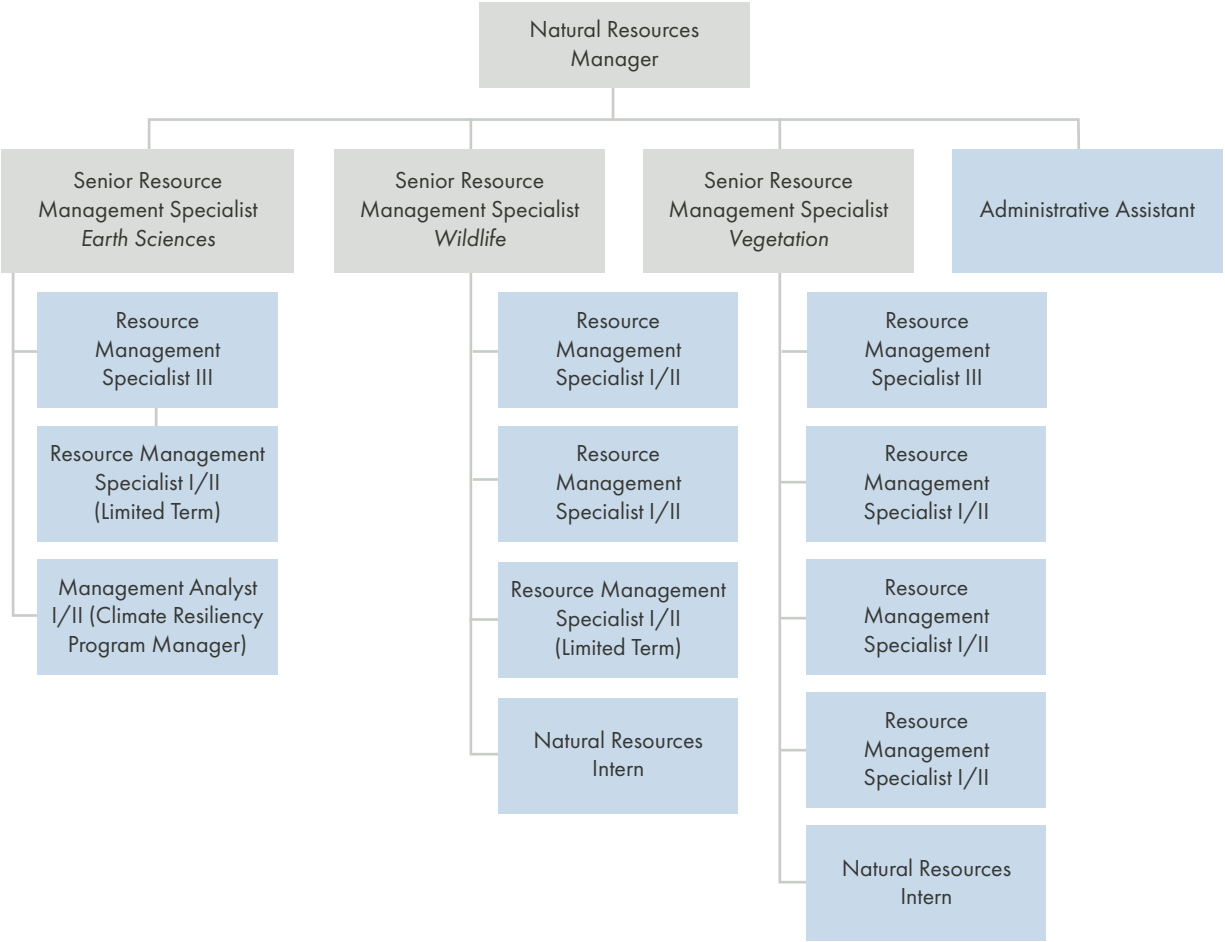 Natural Resources
Manager
Senior Resource
Management Specialist
Earth Sciences
Senior Resource
Management Specialist
Wildlife
Senior Resource
Management Specialist
Vegetation
Administrative Assistant
Resource
Management
Specialist III
Resource Management
Specialist I/II
(Limited Term)
Management Analyst
I/II (Climate Resiliency
Program Manager)
Resource
Management
Specialist I/II
Resource
Management
Specialist I/II
Resource Management
Specialist I/II
(Limited Term)
Natural Resources
Intern
Resource
Management
Specialist III
Resource
Management
Specialist I/II
Resource
Management
Specialist I/II
Resource
Management
Specialist I/II
Natural Resources
Intern